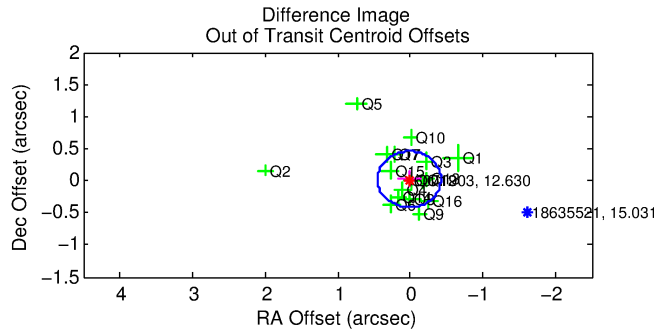 Difference Image
Out of Transit Centroid Offsets
Dec Offset (arcsec)
2
1.5
1
0.5
0
−0.5
−1
−1.5
Q5
Q10
Q3
Q1
Q2
Q15
18635521, 15.031
Q16
Q9
4
3
2
1
0
−1
−2
RA Offset (arcsec)